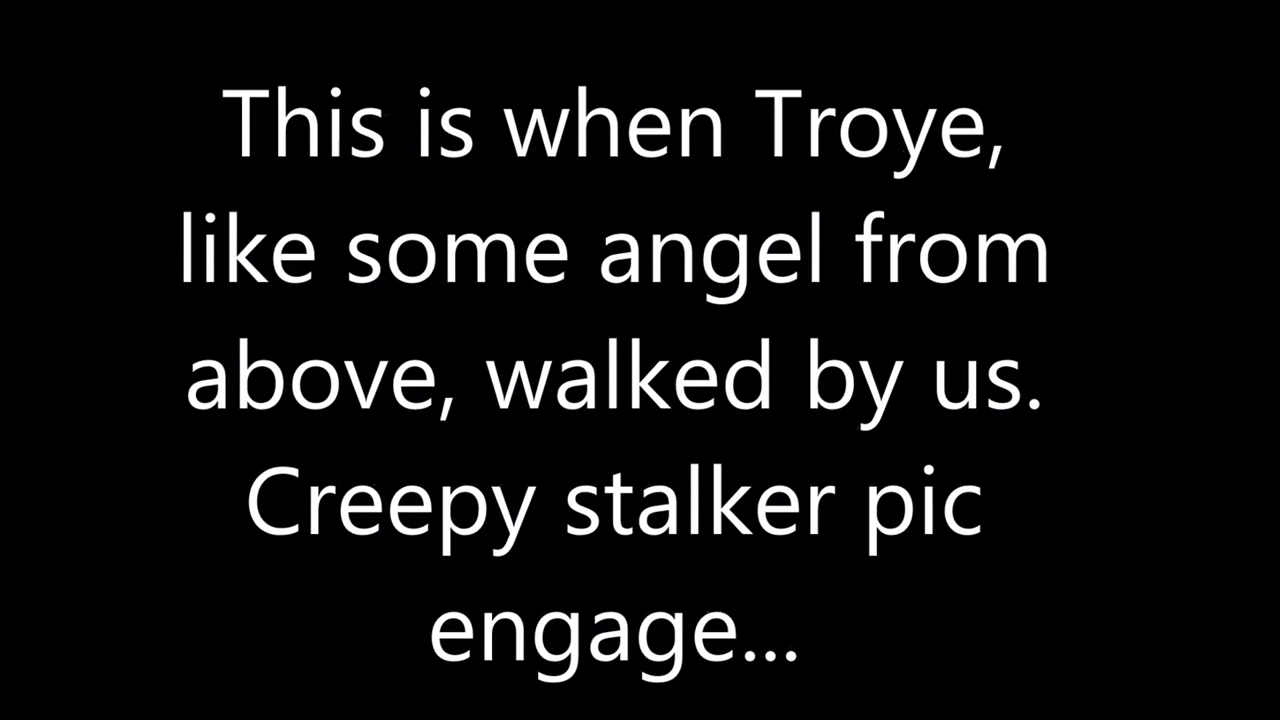 This is when Troye,
like some angel from
above, walked by us.
Creepy stalker pic
engage...